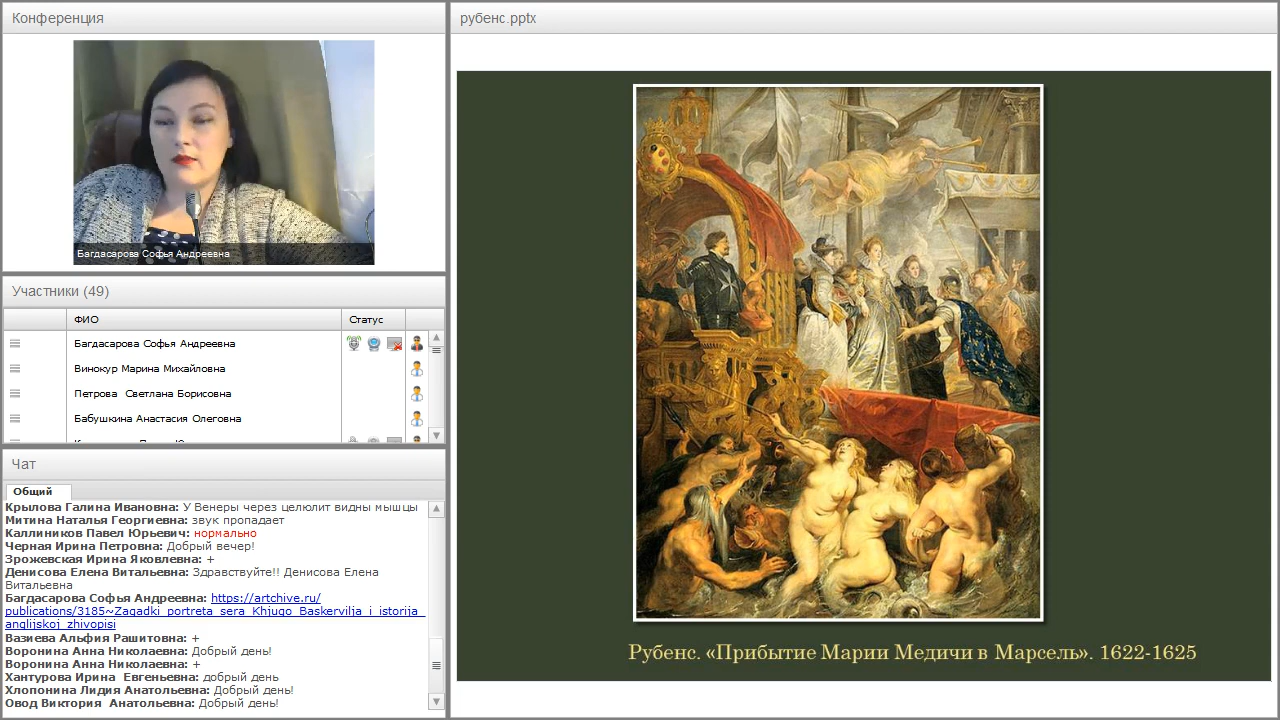 Конференция
Багдасарова Софья Андреевна
Участники (49)
ФИО
Статус
Багдасарова Софья Андреевна
Винокур Марина Михайловна
Петрова  Светлана Борисовна
Бабушкина Анастасия Олеговна
Чат
Общий
Крылова Галина Ивановна: У Венеры через целюлит видны мышцы
Митина Наталья Георгиевна: звук пропадает
Каллиников Павел Юрьевич: нормально
Черная Ирина Петровна: Добрый вечер!
Зрожевская Ирина Яковлевна: +
Денисова Елена Витальевна: Здравствуйте!! Денисова Елена
Витальевна
Багдасарова Софья Андреевна: https://artchive.ru/
publications/3185~Zagadki_portreta_sera_Khjugo_Baskervilja_i_istorija_
anglijskoj_zhivopisi
Вазиева Альфия Рашитовна: +
Воронина Анна Николаевна: Добрый день!
Воронина Анна Николаевна: +
Хантурова Ирина  Евгеньевна: добрый день
Хлопонина Лидия Анатольевна: Добрый день!
Овод Виктория  Анатольевна: Добрый день!
рубенс.pptx
Рубенс. «Прибытие Марии Медичи в Марсель». 1622-1625